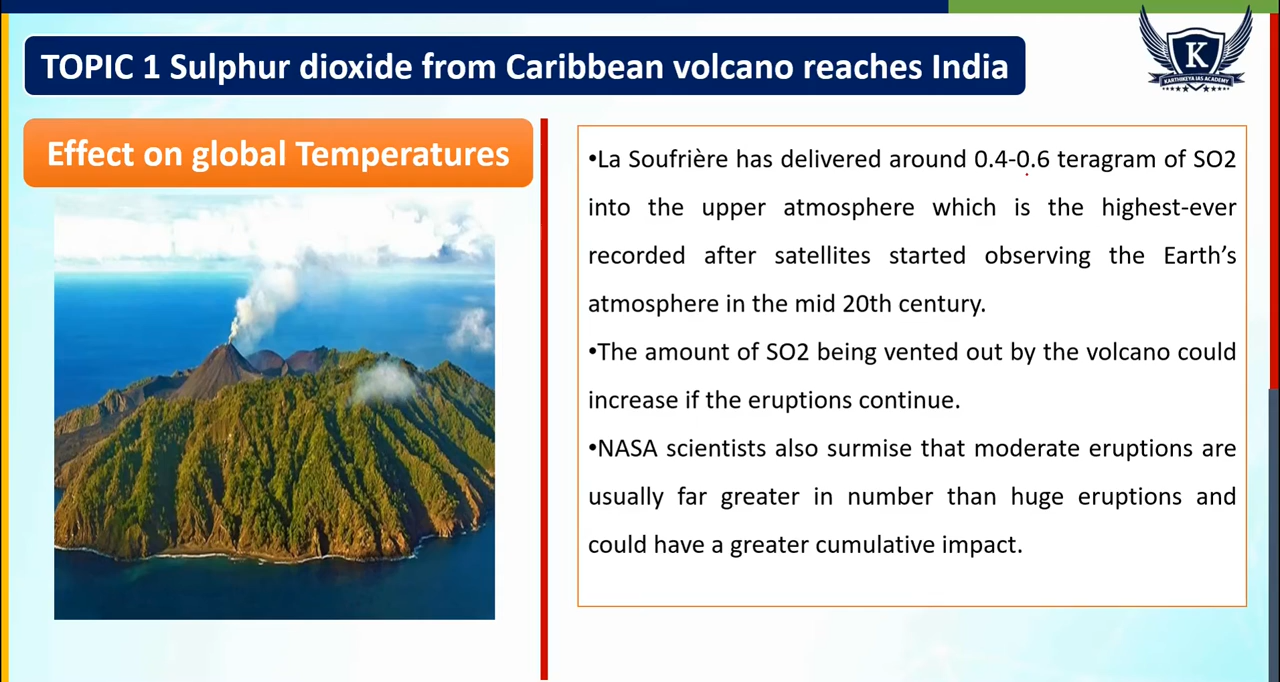 TOPIC 1 Sulphur dioxide from Caribbean volcano reaches India
K
KARTHIKEYA IAS ACADEMY
Effect on global Temperatures
•La Soufrière has delivered around 0.4-0.6 teragram of SO2
into the upper atmosphere which is the highest-ever
recorded after satellites started observing the Earth's
atmosphere in the mid 20th century.
•The amount of SO2 being vented out by the volcano could
increase if the eruptions continue.
•NASA scientists also surmise that moderate eruptions are
usually far greater in number than huge eruptions and
could have a greater cumulative impact.